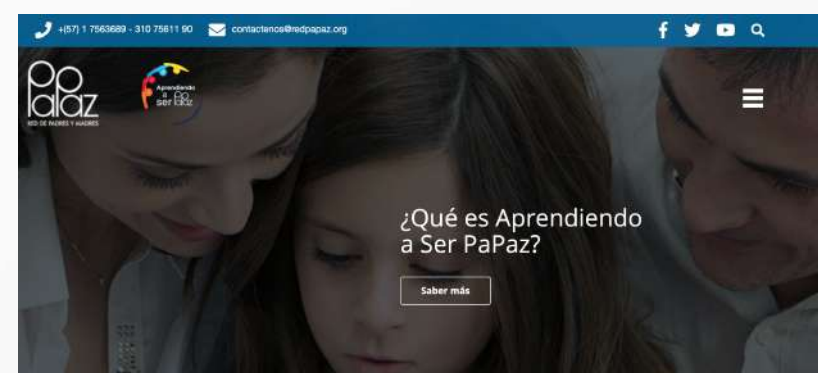 +(57) 1 7563689 - 310 75611 90 contactenos@redpapaz.org
PaPaz
RED DE PADRES Y MADRES
Aprendiendo
a
ser PaPaz
¿Qué es Aprendiendo
a Ser PaPaz?
Saber más